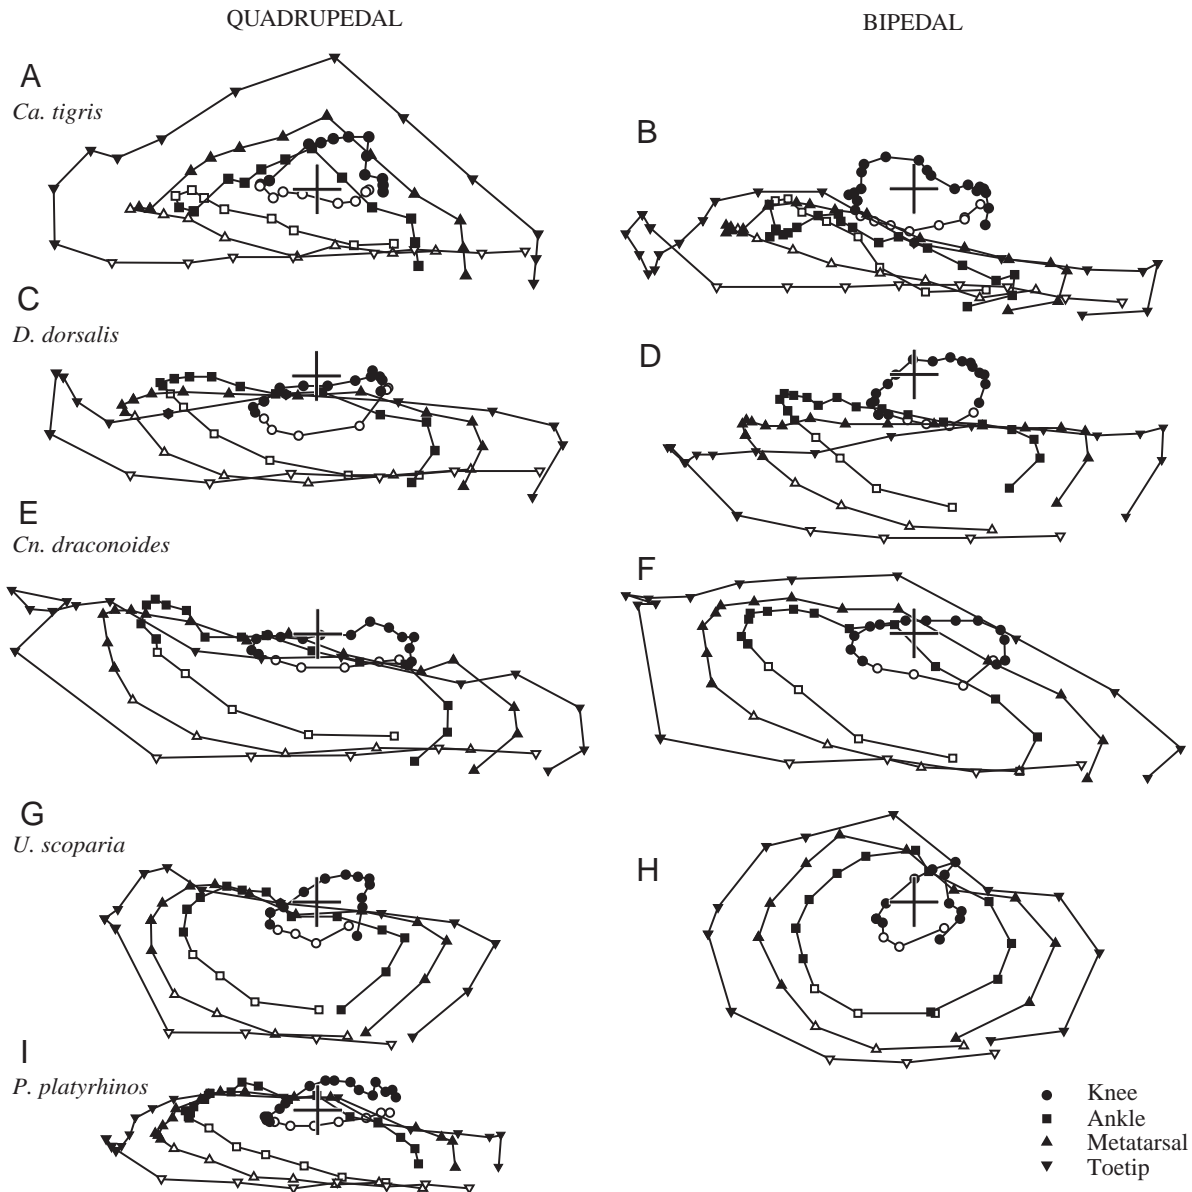 QUADRUPEDAL
BIPEDAL
A
Ca. tigris
B
C
D. dorsalis
D
E
Cn. draconoides
F
G
U. scoparia
H
I
P. platyrhinos
Knee
Ankle
Metatarsal
Toetip